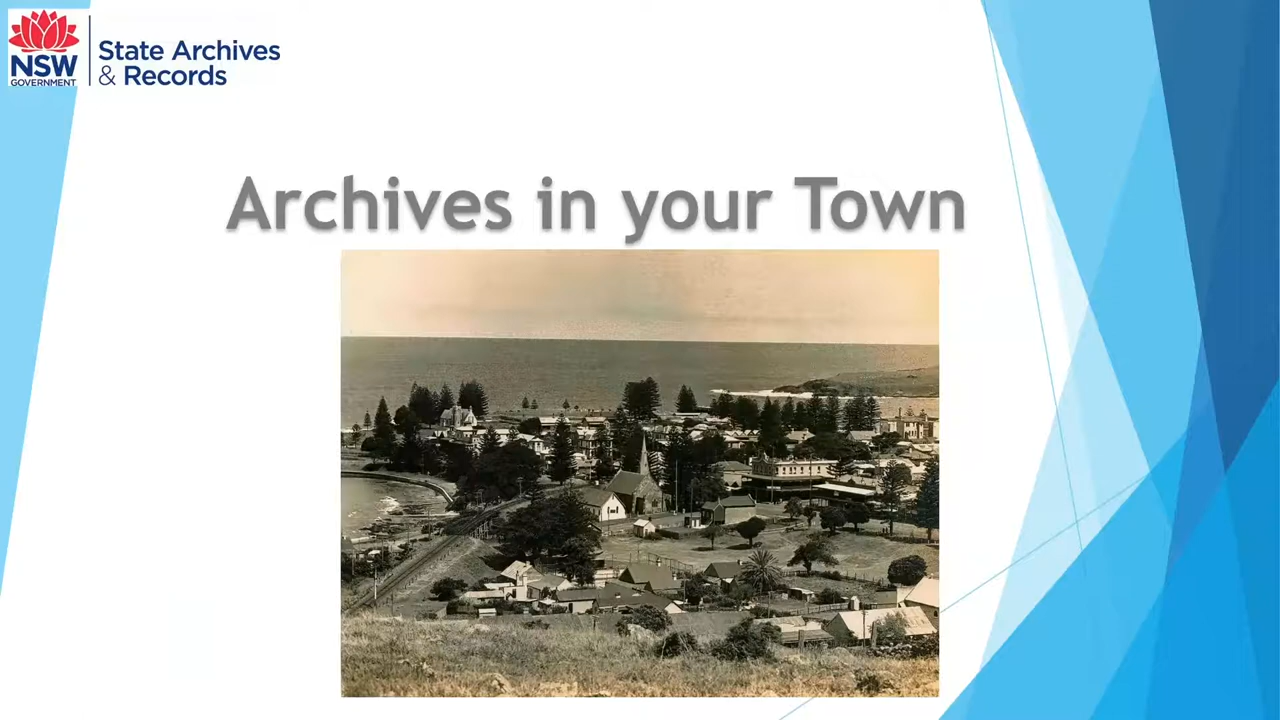 NSW
GOVERNMENT
State Archives
& Records
Archives in your Town